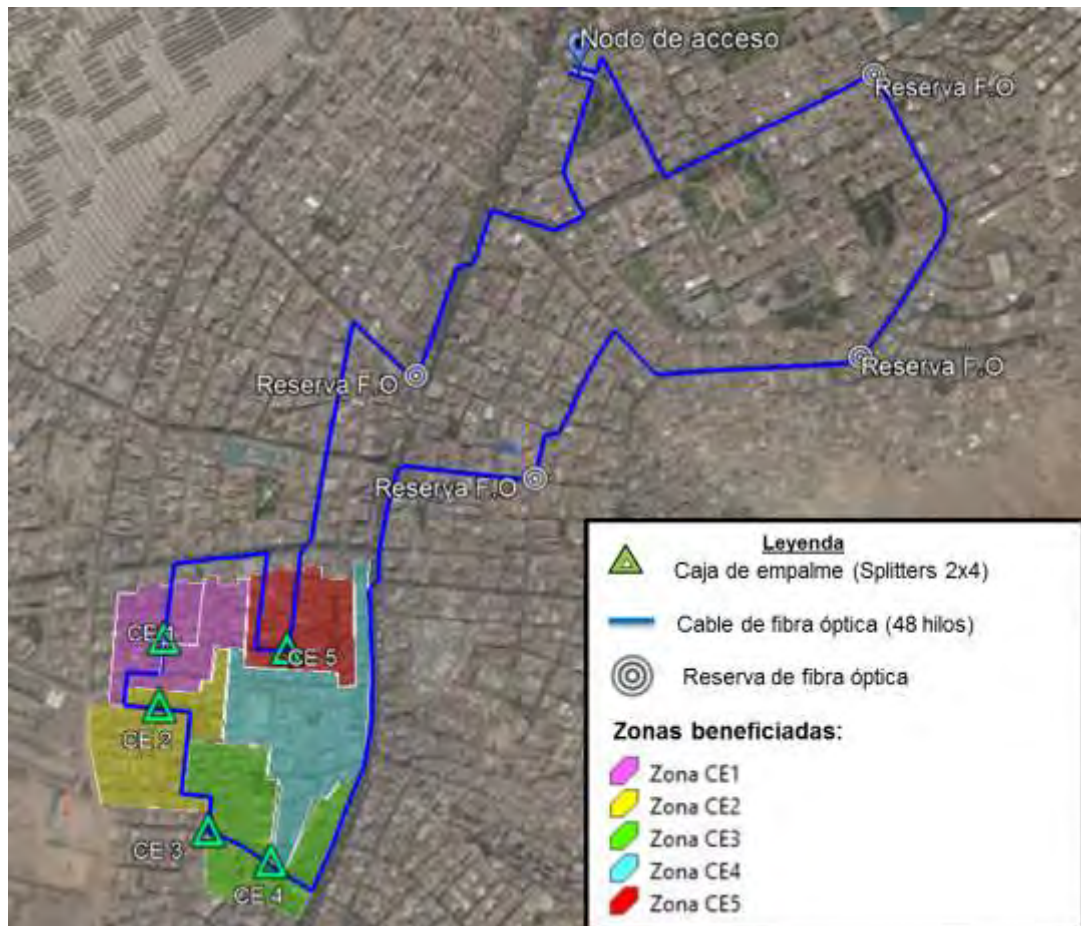 Nodo de acceso
Reserva F.O
Reserva F.O
Reserva F.O
Reserva F.O
CE 1
CE 5
CE 2
CE 3
CE 4
Leyenda
Caja de empalme (Splitters 2x4)
Cable de fibra óptica (48 hilos)
Reserva de fibra óptica
Zonas beneficiadas:
Zona CE1
Zona CE2
Zona CE3
Zona CE4
Zona CE5